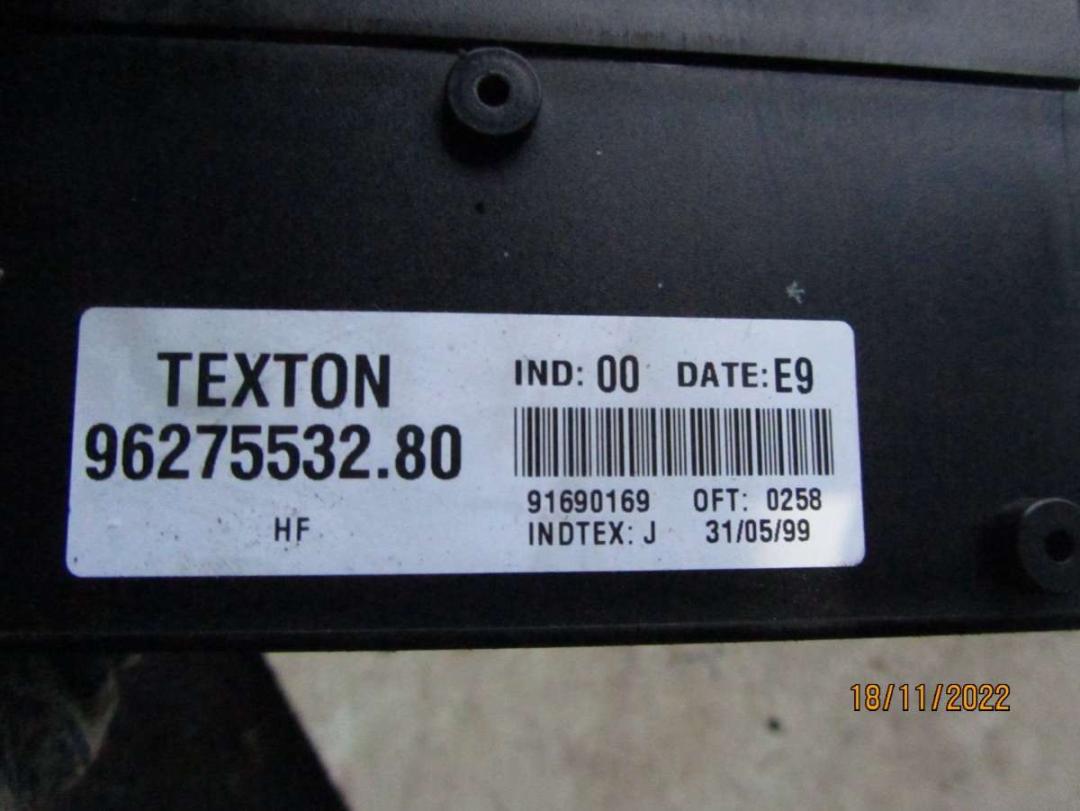 TEXTON
96275532.80
HF
IND: 00 DATE: E9
91690169 OFT: 0258
INDTEX: J 31/05/99
18/11/2022